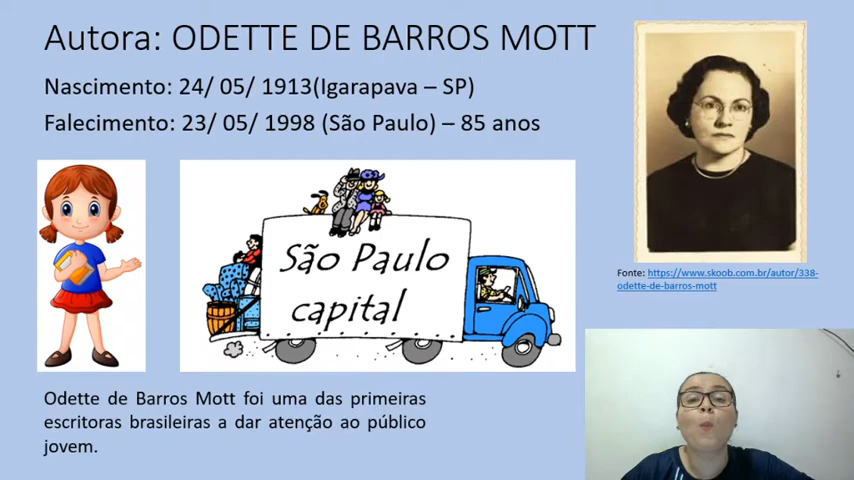 Autora: ODETTE DE BARROS MOTT
Nascimento: 24/ 05/ 1913(Igarapava – SP)
Falecimento: 23/ 05/ 1998 (São Paulo) – 85 anos
São Paulo
capital
Fonte: https://www.skoob.com.br/autor/338-
odette-de-barros-mott
Odette de Barros Mott foi uma das primeiras
escritoras brasileiras a dar atenção ao público
jovem.